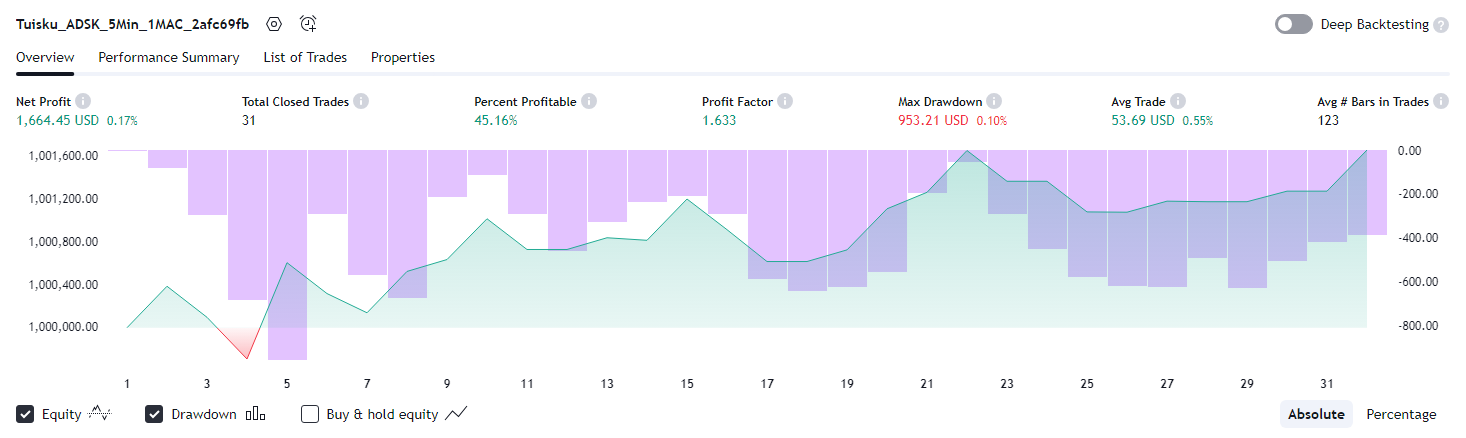 Tuisku_ADSK_5Min_1MAC_2afc69fb
Deep Backtesting
Overview Performance Summary List of Trades Properties
Net Profit Total Closed Trades Percent Profitable Profit Factor Max Drawdown Avg Trade Avg # Bars in Trades
1,664.45 USD 0.17% 31 45.16% 1.633 953.21 USD 0.10% 53.69 USD 0.55% 123
1,001,600.00
1,001,200.00
1,000,800.00
1,000,400.00
1,000,000.00
0.00
-200.00
-400.00
-600.00
-800.00
1 3 5 7 9 11 13 15 17 19 21 23 25 27 29 31
Equity Drawdown Buy & hold equity Absolute Percentage